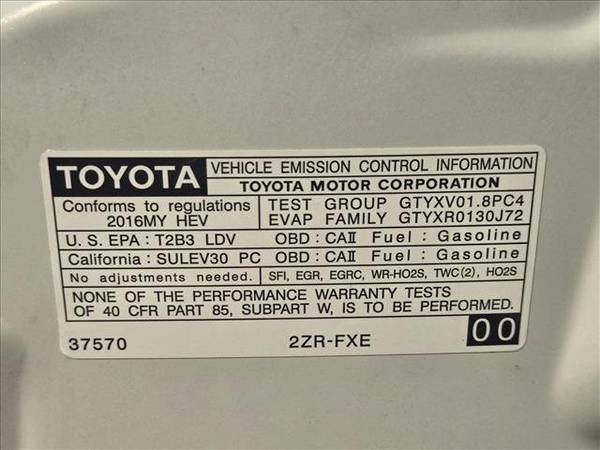 TOYOTA VEHICLE EMISSION CONTROL INFORMATION
TOYOTA MOTOR CORPORATION
Conforms to regulations
2016MY HEV
TEST GROUP GTYXV01.8PC4
EVAP FAMILY GTYXR0130J72
U. S. EPA : T2B3 LDV OBD : CAII Fuel : Gasoline
California : SULEV30 PC OBD : CAII Fuel : Gasoline
No adjustments needed. SFI, EGR, EGRC, WR-HO2S, TWC(2), HO2S
NONE OF THE PERFORMANCE WARRANTY TESTS
OF 40 CFR PART 85, SUBPART W, IS TO BE PERFORMED.
37570 2ZR-FXE 00